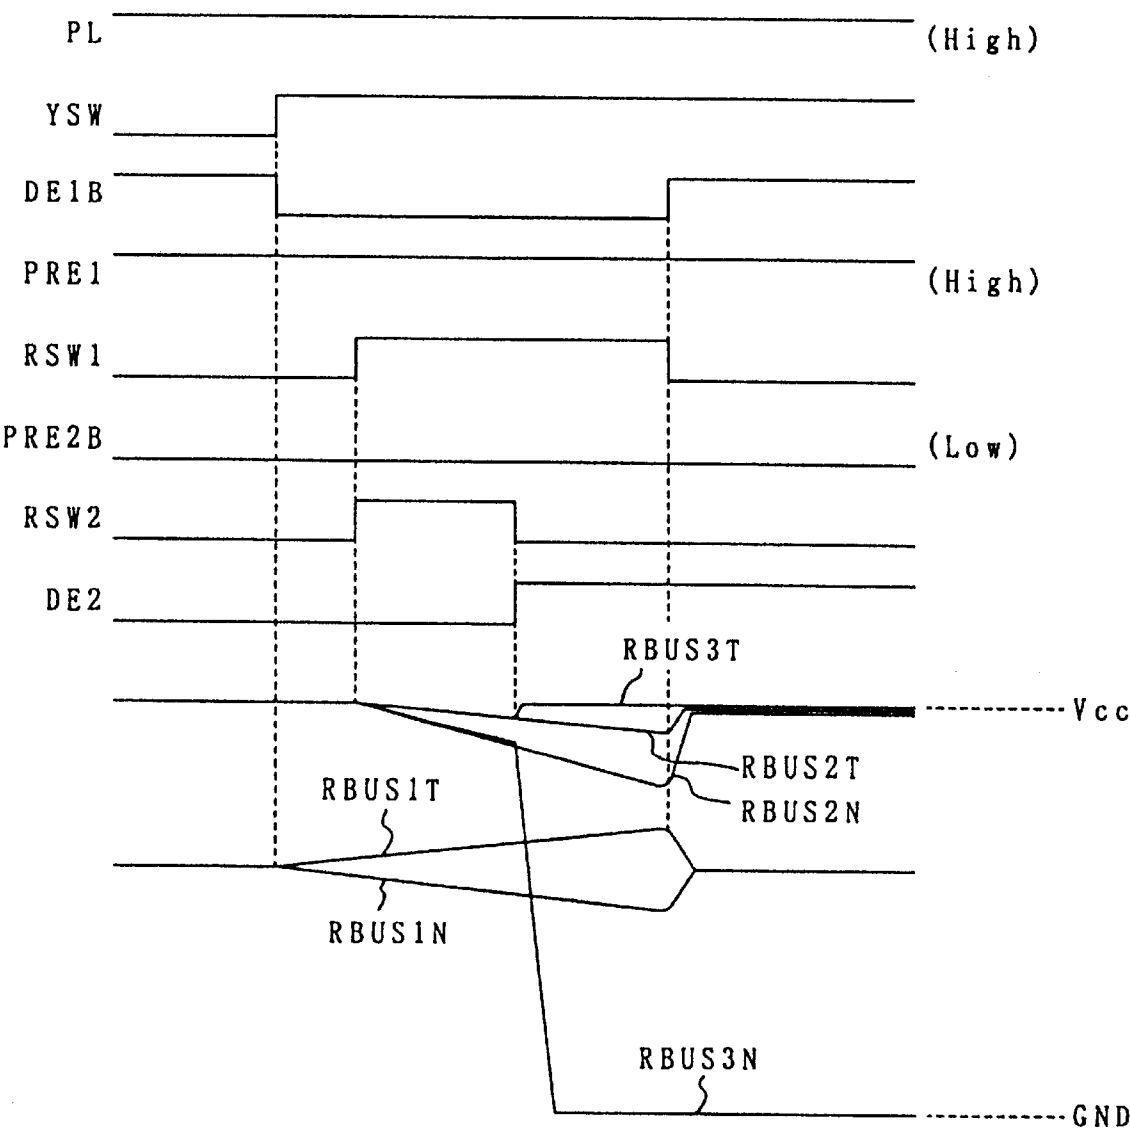 PL
(High)
YSW
DE1B
PRE1
(High)
RSW1
PRE2B
(Low)
RSW2
DE2
RBUS3T
Vcc
RBUS2T
RBUS1T
RBUS2N
RBUS1N
RBUS3N
GND